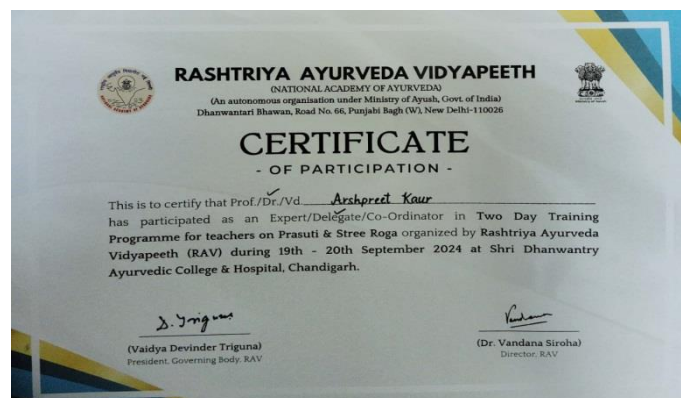 RASHTRIYA AYURVEDA VIDYAPEETH
(NATIONAL ACADEMY OF AYURVEDA)
(An autonomous organisation under Ministry of Ayush, Govt. of India)
Dhanwantari Bhawan, Road No. 66, Punjabi Bagh (W), New Delhi-110026
CERTIFICATE
- OF PARTICIPATION -
This is to certify that Prof./Dr./Vd. Arshpreet Kaur
has participated as an Expert/Delegate/Co-Ordinator in Two Day Training
Programme for teachers on Prasuti & Stree Roga organized by Rashtriya Ayurveda
Vidyapeeth (RAV) during 19th - 20th September 2024 at Shri Dhanwantry
Ayurvedic College & Hospital, Chandigarh.
D. Triguna
(Vaidya Devinder Triguna)
President, Governing Body, RAV
Vandana
(Dr. Vandana Siroha)
Director, RAV